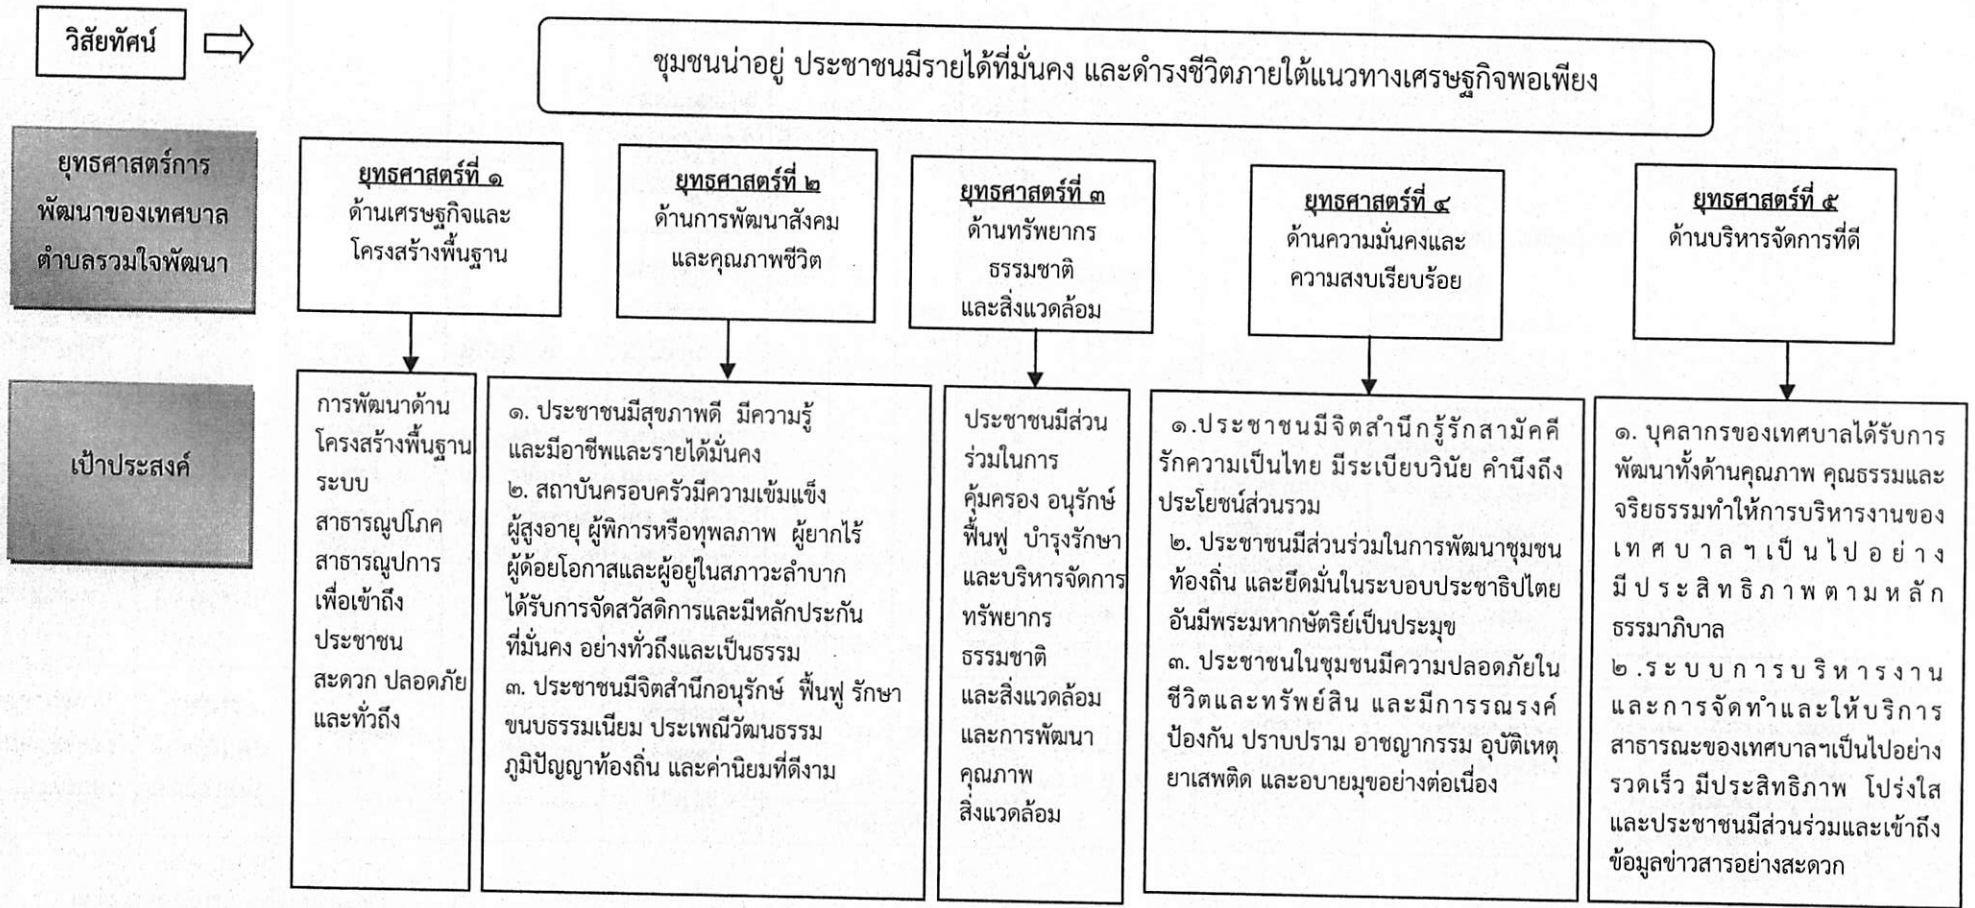 วิสัยทัศน์
ชุมชนน่าอยู่ ประชาชนมีรายได้ที่มั่นคง และดำรงชีวิตภายใต้แนวทางเศรษฐกิจพอเพียง
ยุทธศาสตร์การ
พัฒนาของเทศบาล
ตำบลรวมใจพัฒนา
ยุทธศาสตร์ที่ ๑
ด้านเศรษฐกิจและ
โครงสร้างพื้นฐาน
ยุทธศาสตร์ที่ ๒
ด้านการพัฒนาสังคม
และคุณภาพชีวิต
ยุทธศาสตร์ที่ ๓
ด้านทรัพยากร
ธรรมชาติ
และสิ่งแวดล้อม
ยุทธศาสตร์ที่ ๔
ด้านความมั่นคงและ
ความสงบเรียบร้อย
ยุทธศาสตร์ที่ ๕
ด้านบริหารจัดการที่ดี
เป้าประสงค์
การพัฒนาด้าน
โครงสร้างพื้นฐาน
ระบบ
สาธารณูปโภค
สาธารณูปการ
เพื่อเข้าถึง
ประชาชน
สะดวก ปลอดภัย
และทั่วถึง
๑. ประชาชนมีสุขภาพดี มีความรู้
และมีอาชีพและรายได้มั่นคง
๒. สถาบันครอบครัวมีความเข้มแข็ง
ผู้สูงอายุ ผู้พิการหรือทุพลภาพ ผู้ยากไร้
ผู้ด้อยโอกาสและผู้อยู่ในสภาวะลำบาก
ได้รับการจัดสวัสดิการและมีหลักประกัน
ที่มั่นคง อย่างทั่วถึงและเป็นธรรม
๓. ประชาชนมีจิตสำนึกอนุรักษ์ ฟื้นฟู รักษา
ขนบธรรมเนียม ประเพณีวัฒนธรรม
ภูมิปัญญาท้องถิ่น และค่านิยมที่ดีงาม
ประชาชนมีส่วน
ร่วมในการ
คุ้มครอง อนุรักษ์
ฟื้นฟู บำรุงรักษา
และบริหารจัดการ
ทรัพยากร
ธรรมชาติ
และสิ่งแวดล้อม
และการพัฒนา
คุณภาพ
สิ่งแวดล้อม
๑.ประชาชนมีจิตสำนึกรู้รักสามัคคี
รักความเป็นไทย มีระเบียบวินัย คำนึงถึง
ประโยชน์ส่วนรวม
๒. ประชาชนมีส่วนร่วมในการพัฒนาชุมชน
ท้องถิ่น และยึดมั่นในระบอบประชาธิปไตย
อันมีพระมหากษัตริย์เป็นประมุข
๓. ประชาชนในชุมชนมีความปลอดภัยใน
ชีวิตและทรัพย์สิน และมีการรณรงค์
ป้องกัน ปราบปราม อาชญากรรม อุบัติเหตุ
ยาเสพติด และอบายมุขอย่างต่อเนื่อง
๑. บุคลากรของเทศบาลได้รับการ
พัฒนาทั้งด้านคุณภาพ คุณธรรมและ
จริยธรรมทำให้การบริหารงานของ
เทศบาลฯเป็นไปอย่าง
มีประสิทธิภาพตามหลัก
ธรรมาภิบาล
๒.ระบบการบริหารงาน
และการจัดทำและให้บริการ
สาธารณะของเทศบาลฯเป็นไปอย่าง
รวดเร็ว มีประสิทธิภาพ โปร่งใส
และประชาชนมีส่วนร่วมและเข้าถึง
ข้อมูลข่าวสารอย่างสะดวก